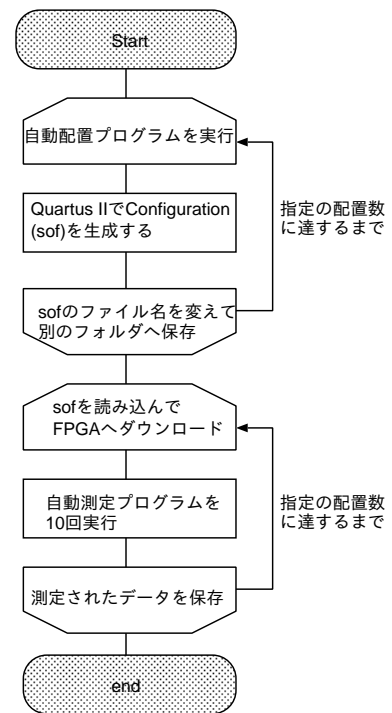 Start
自動配置プログラムを実行
Quartus IIでConfiguration
(sof)を生成する
指定の配置数
に達するまで
sofのファイル名を変えて
別のフォルダへ保存
sofを読み込んで
FPGAへダウンロード
自動測定プログラムを
10回実行
指定の配置数
に達するまで
測定されたデータを保存
end